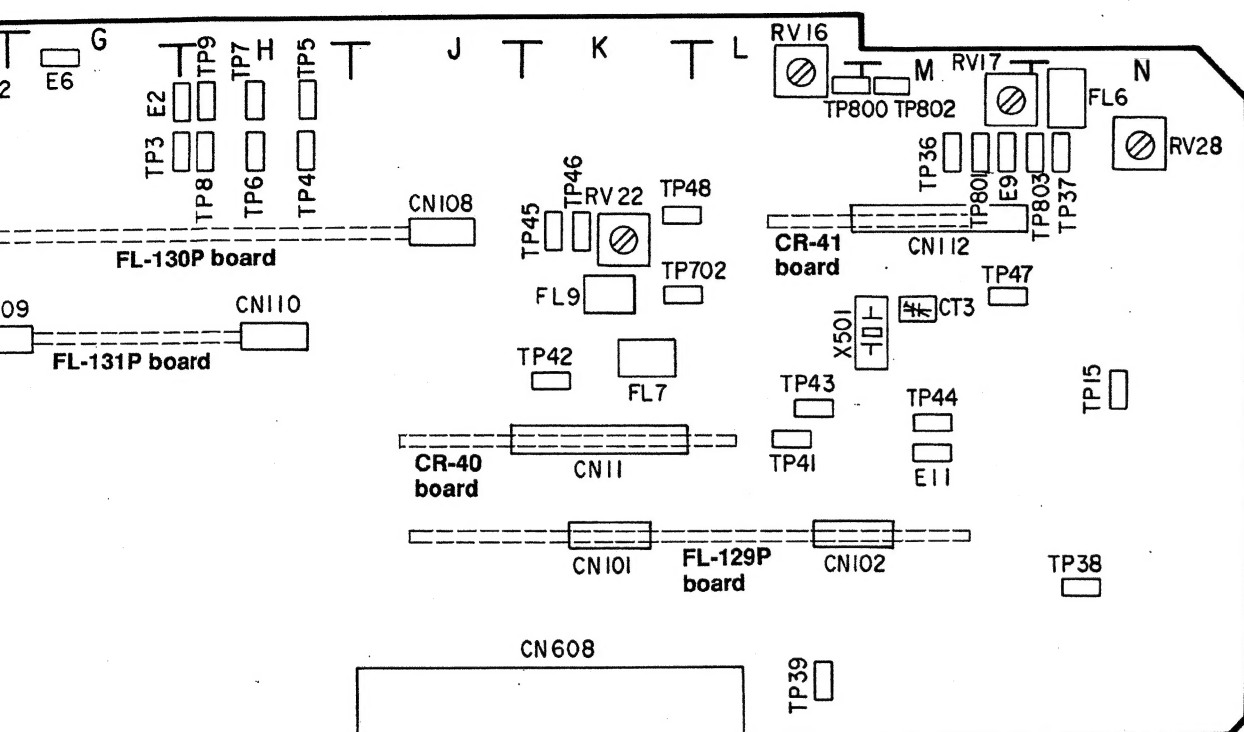 G
H
J
K
L
M
N
RV16
RV17
E6
2
E2
TP9
TP7
TP5
TP800
TP802
FL6
RV28
TP3
TP8
TP6
TP4
TP36
TP801
E9
TP803
TP37
CN108
TP45
TP46
RV22
TP48
FL-130P board
CR-41
board
CN112
FL9
TP702
TP47
09
CN110
X501
CT3
FL-131P board
TP42
FL7
TP43
TP44
TP15
CR-40
board
CN11
TP41
E11
CN101
FL-129P
board
CN102
TP38
CN608
TP39